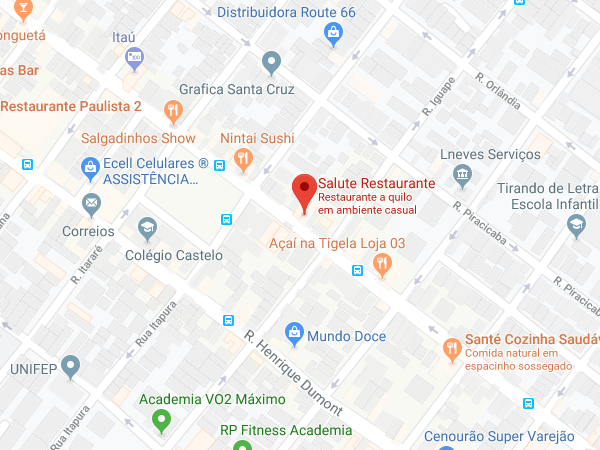 Distribuidora Route 66
onguetá
Itaú
as Bar
Grafica Santa Cruz
R. Orlândia
Restaurante Paulista 2
R. Iguape
Salgadinhos Show
Nintai Sushi
Ecell Celulares ®
ASSISTÊNCIA...
Lneves Serviços
Salute Restaurante
Restaurante a quilo
em ambiente casual
Tirando de Letra
Escola Infantil
R. Piracicaba
Correios
Colégio Castelo
Açaí na Tigela Loja 03
R. Itararé
R. Piracicaba
Rua Itapura
Mundo Doce
R. Henrique Dumont
Santé Cozinha Saudáv
Comida natural em
espacinho sossegado
UNIFEP
Academia VO2 Máximo
Rua Itapura
RP Fitness Academia
Cenourão Super Varejão